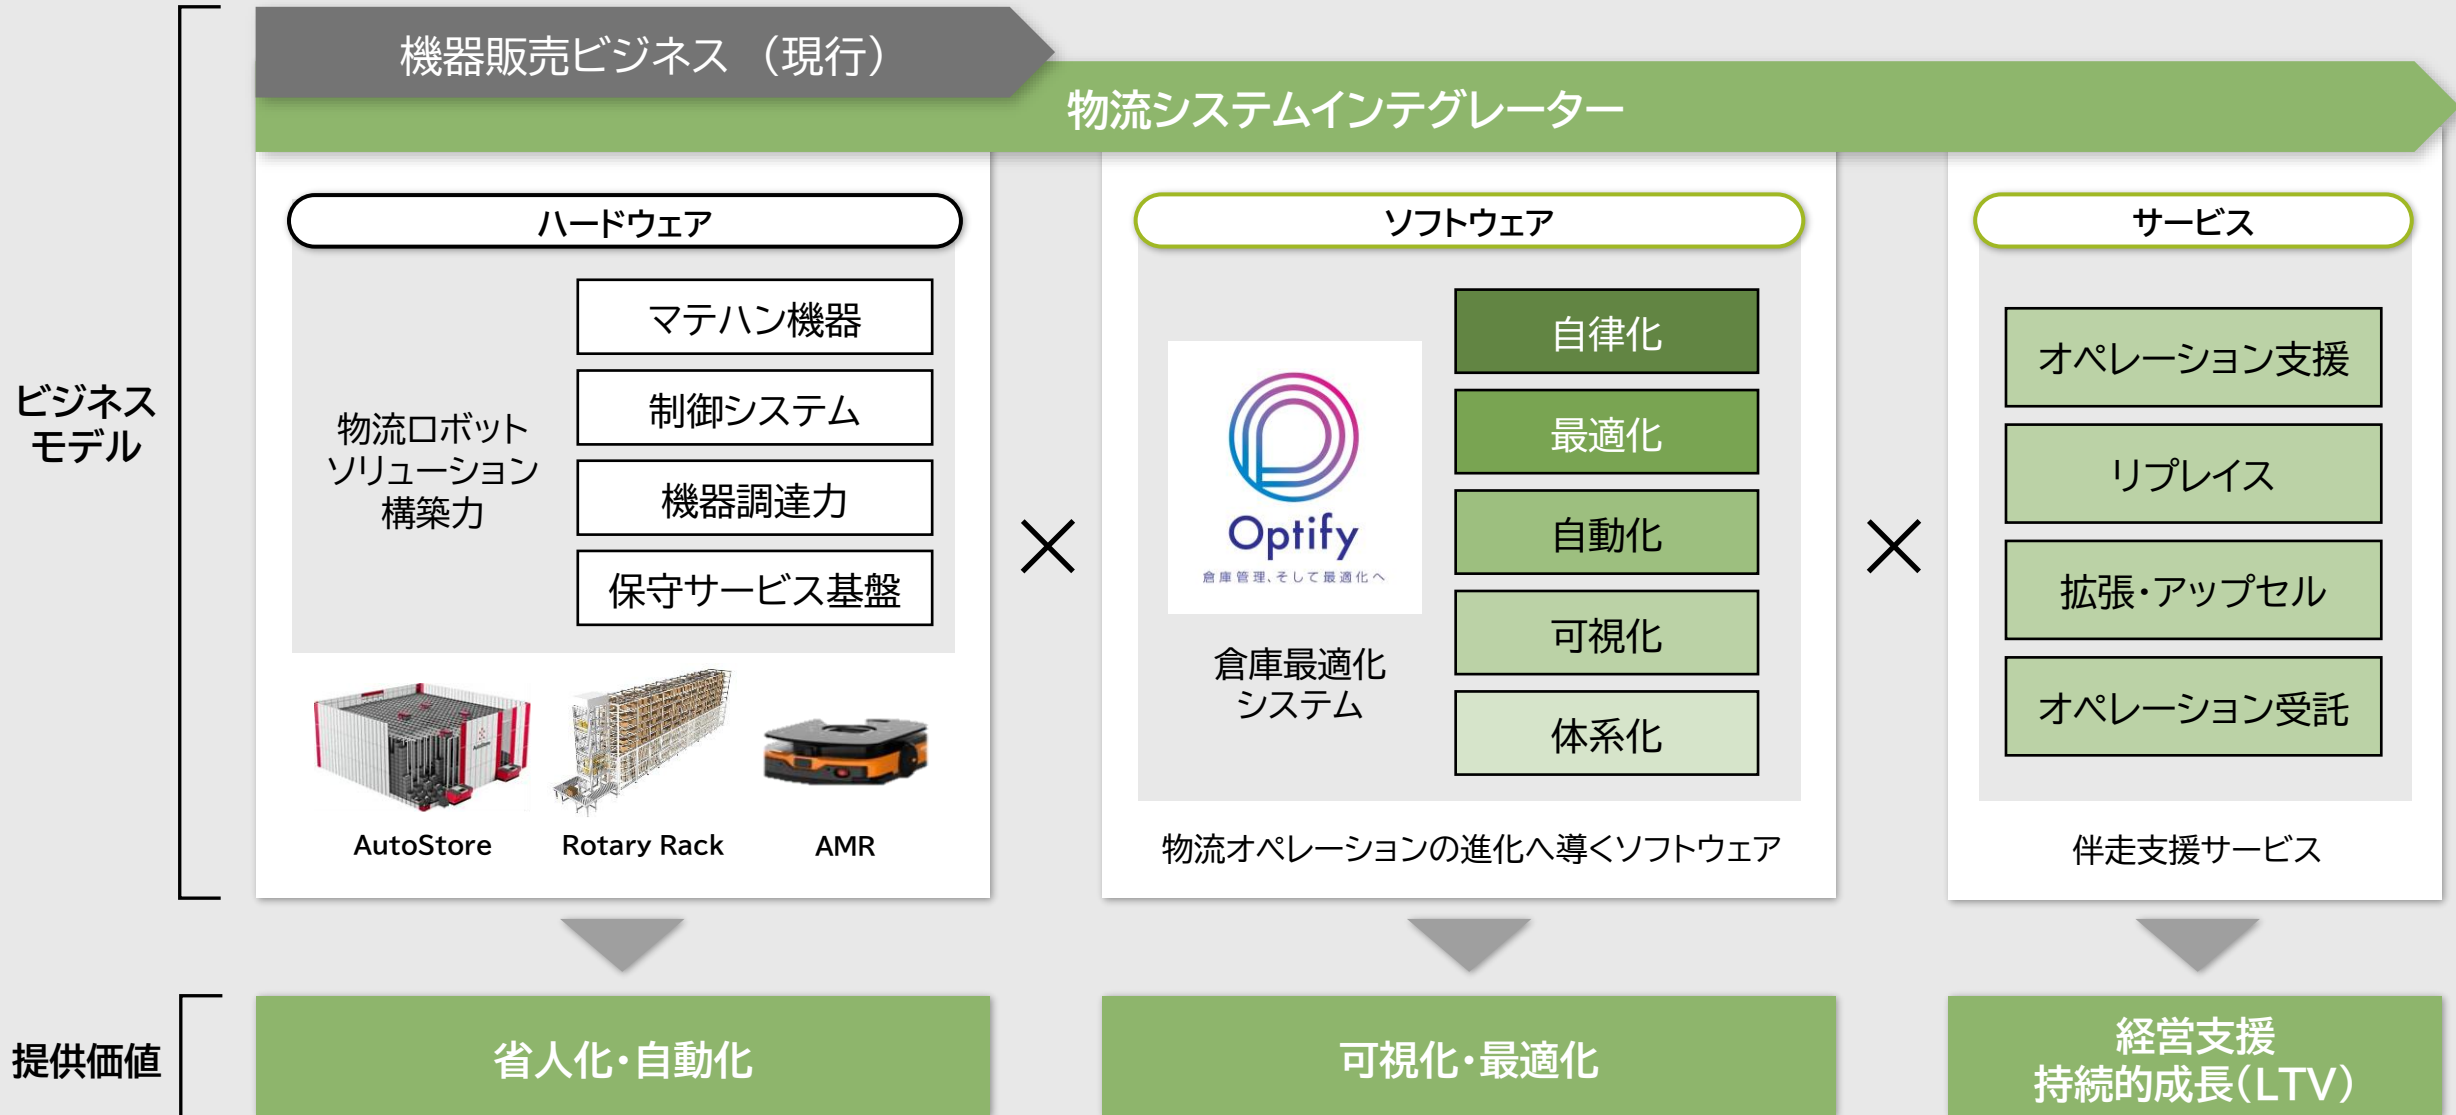 機器販売ビジネス （現行）
物流システムインテグレーター
ビジネス
モデル
ハードウェア
物流ロボット
ソリューション
構築力
マテハン機器
制御システム
機器調達力
保守サービス基盤
AutoStore
Rotary Rack
AMR
×
ソフトウェア
Optify
倉庫管理、そして最適化へ
倉庫最適化
システム
自律化
最適化
自動化
可視化
体系化
物流オペレーションの進化へ導くソフトウェア
×
サービス
オペレーション支援
リプレイス
拡張・アップセル
オペレーション受託
伴走支援サービス
提供価値
省人化・自動化
可視化・最適化
経営支援
持続的成長（LTV）